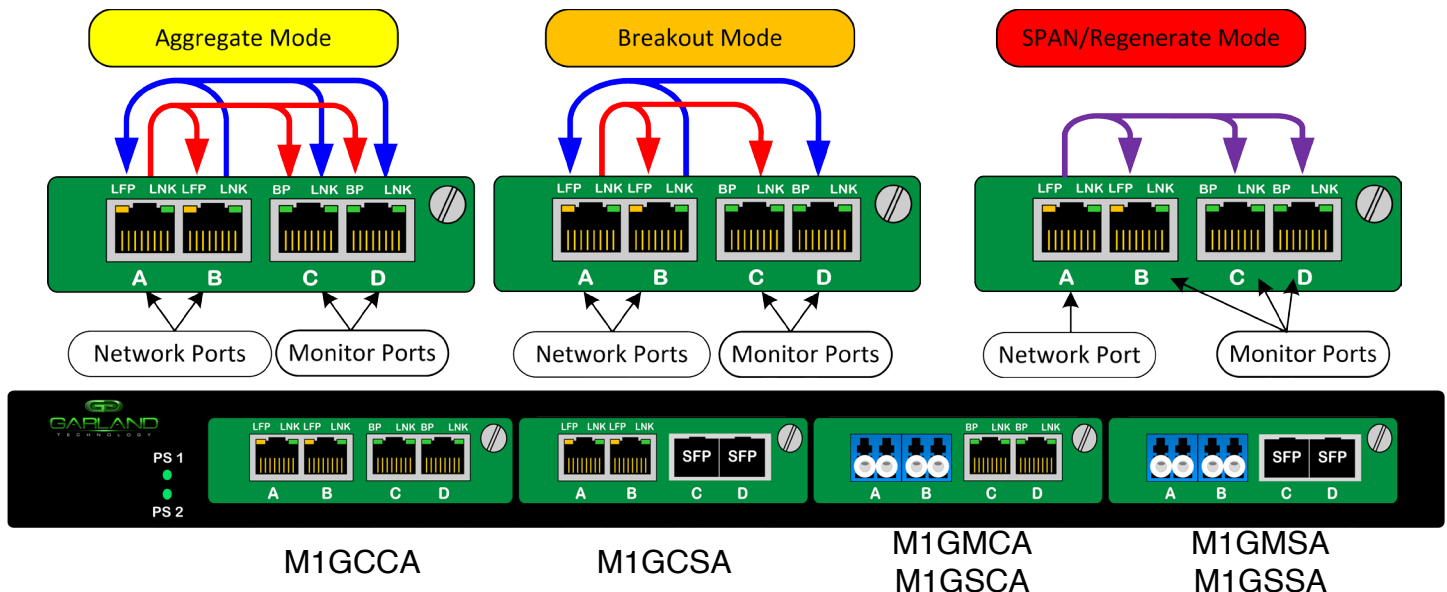 Aggregate Mode
Breakout Mode
SPAN/Regenerate Mode
LFP LNK LFP LNK BP LNK BP LNK
A B C D
Network Ports
Monitor Ports
LFP LNK LFP LNK BP LNK BP LNK
A B C D
Network Ports
Monitor Ports
LFP LNK LFP LNK BP LNK BP LNK
A B C D
Network Port
Monitor Ports
GARLAND
TECHNOLOGY
PS 1
PS 2
LFP LNK LFP LNK BP LNK BP LNK
A B C D
LFP LNK LFP LNK
SFP SFP
A B C D
BP LNK BP LNK
A B C D
SFP SFP
A B C D
M1GCCA
M1GCSA
M1GMCA
M1GSCA
M1GMSA
M1GSSA